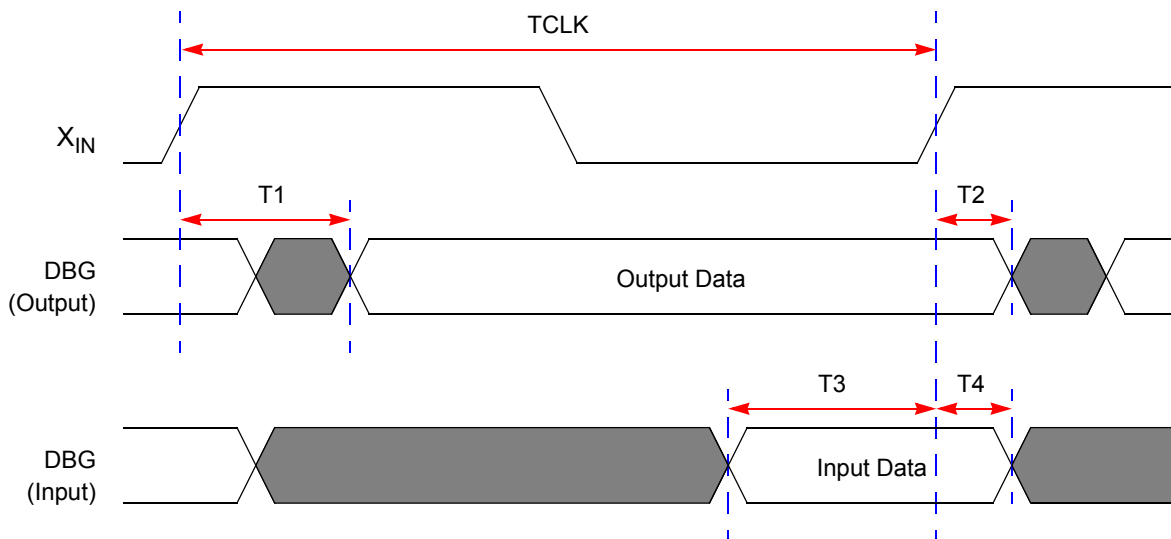 TCLK
XIN
T1
T2
DBG
(Output)
Output Data
T3
T4
DBG
(Input)
Input Data